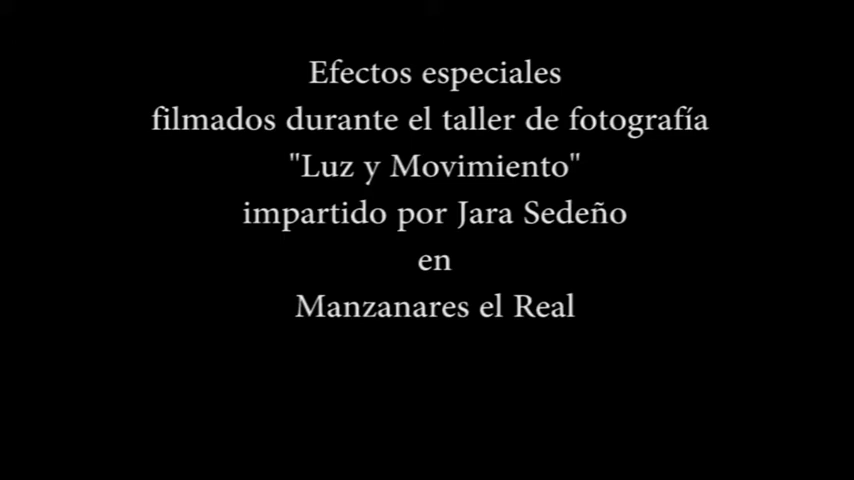 Efectos especiales
filmados durante el taller de fotografía
"Luz y Movimiento"
impartido por Jara Sedeño
en
Manzanares el Real